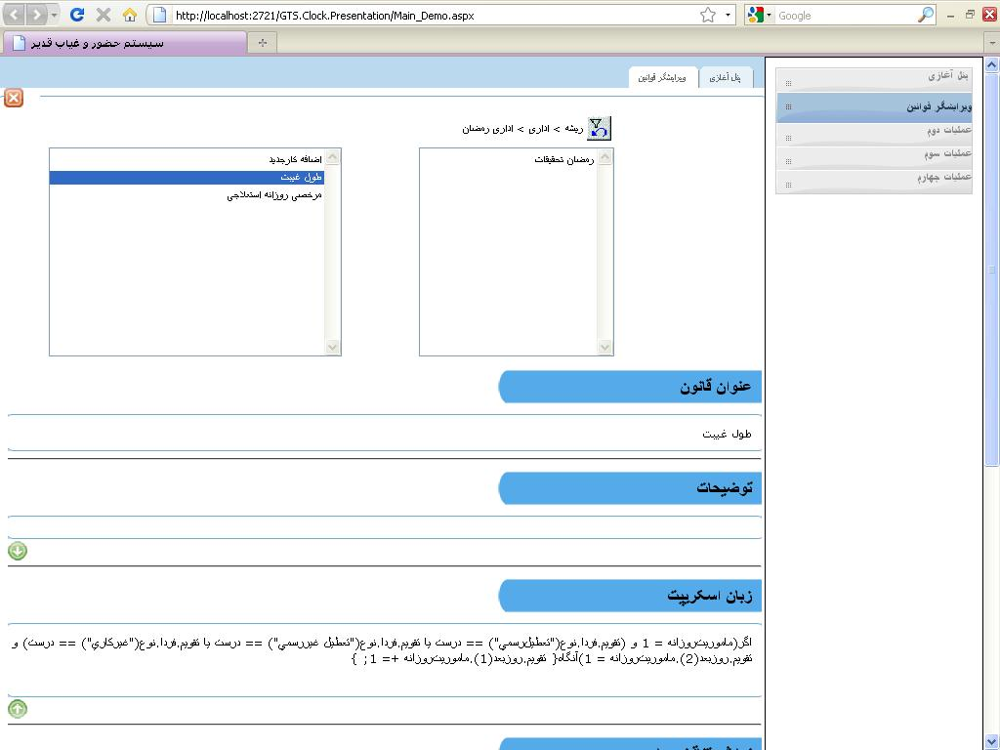 http://localhost:2721/GTS.Clock.Presentation/Main_Demo.aspx
Google
سیستم حضور و غیاب قدیر
پنل آغازی
ویرایشگر قوانین
پنل آغازی
ویرایشگر قوانین
عملیات دوم
عملیات سوم
عملیات چهارم
ریشه > اداری > اداری رمضان
رمضان تحقیقات
اضافه کارجدید
طول غیبت
مرخصی روزانه استعلاجی
عنوان قانون
طول غیبت
توضیحات
زبان اسکریپت
اگر(ماموریت‌روزانه = 1 و (تقویم.فردا.نوع("تعطیل‌رسمي") == درست یا تقویم.فردا.نوع("تعطیل غیررسمي") == درست یا تقویم.فردا.نوع("غیرکاري") == درست) و
تقویم.روزبعد(2).ماموریت‌روزانه = 1)آنگاه{ تقویم.روزبعد(1).ماموریت‌روزانه += 1; }